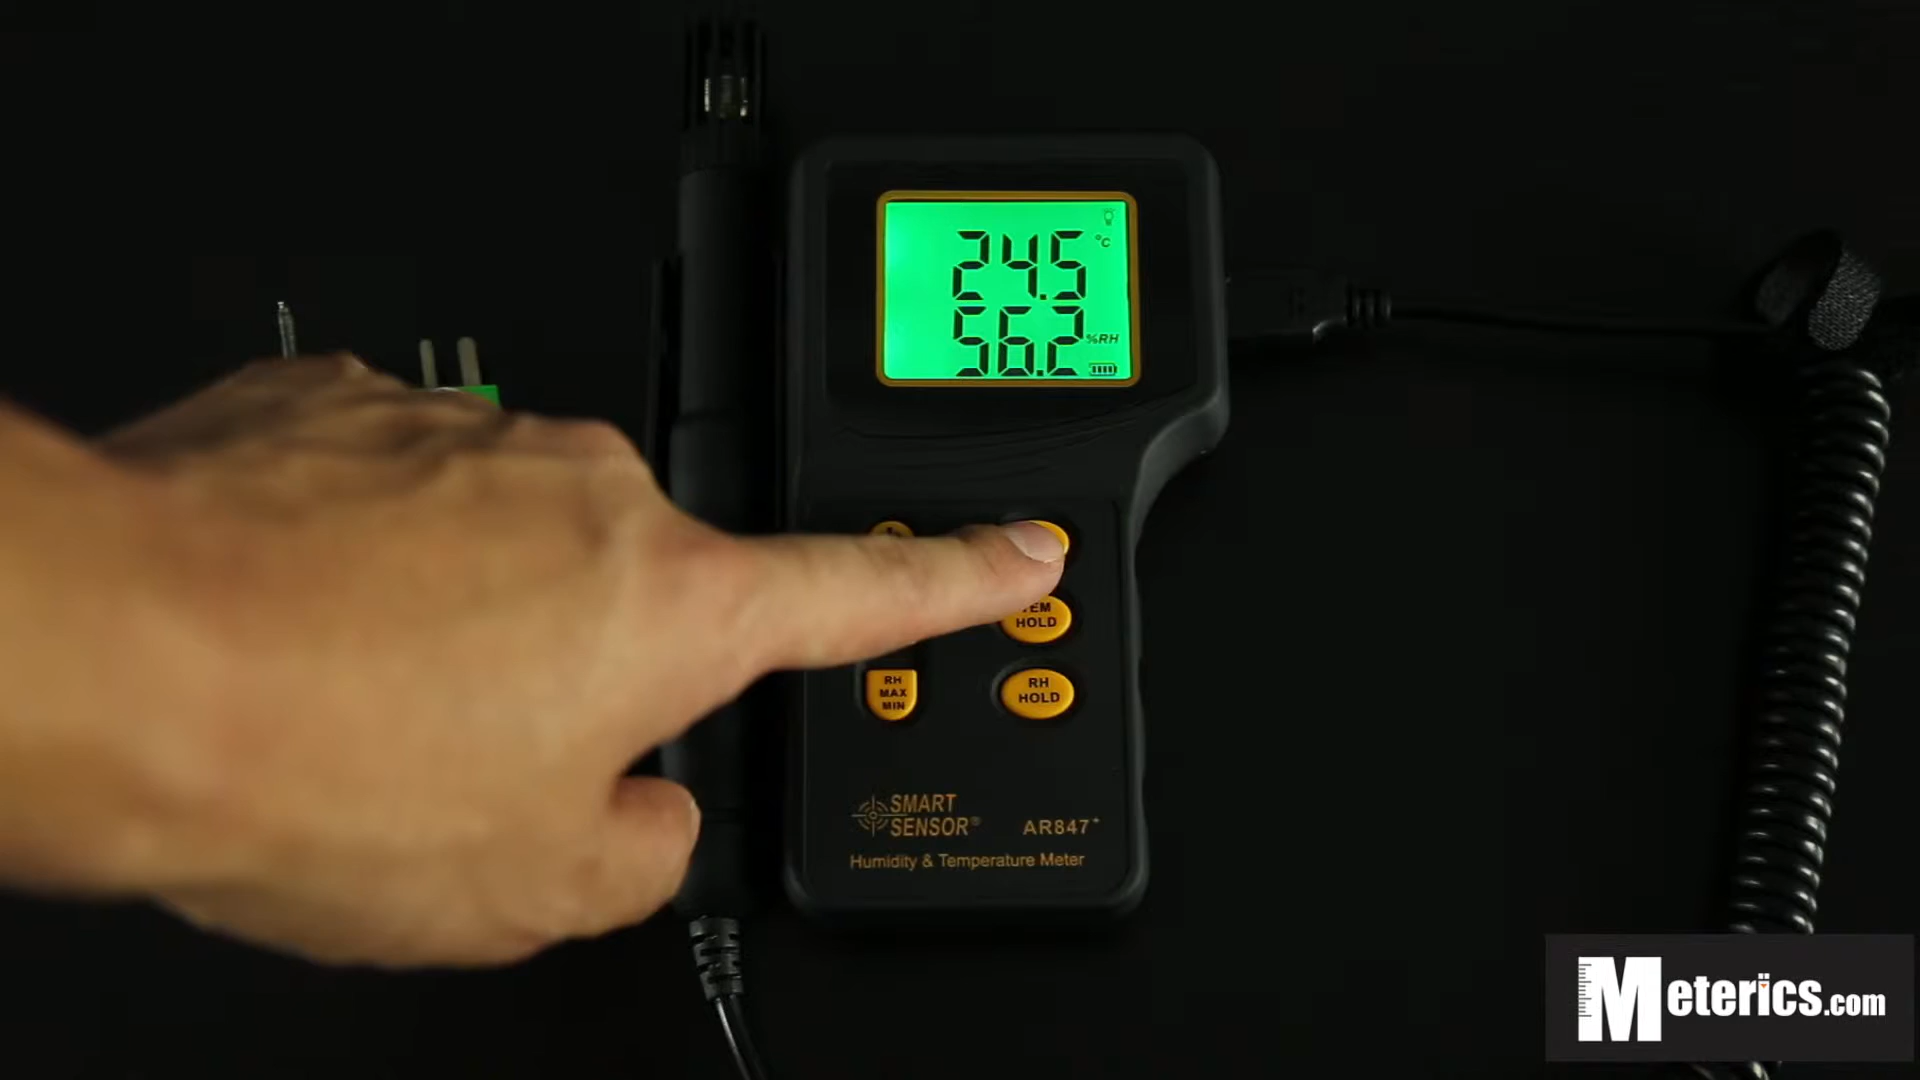 24.5 °C
56.2 %RH
HOLD
RH
MAX
MIN
RH
HOLD
SMART
SENSOR®
AR847+
Humidity & Temperature Meter
Meterics.com